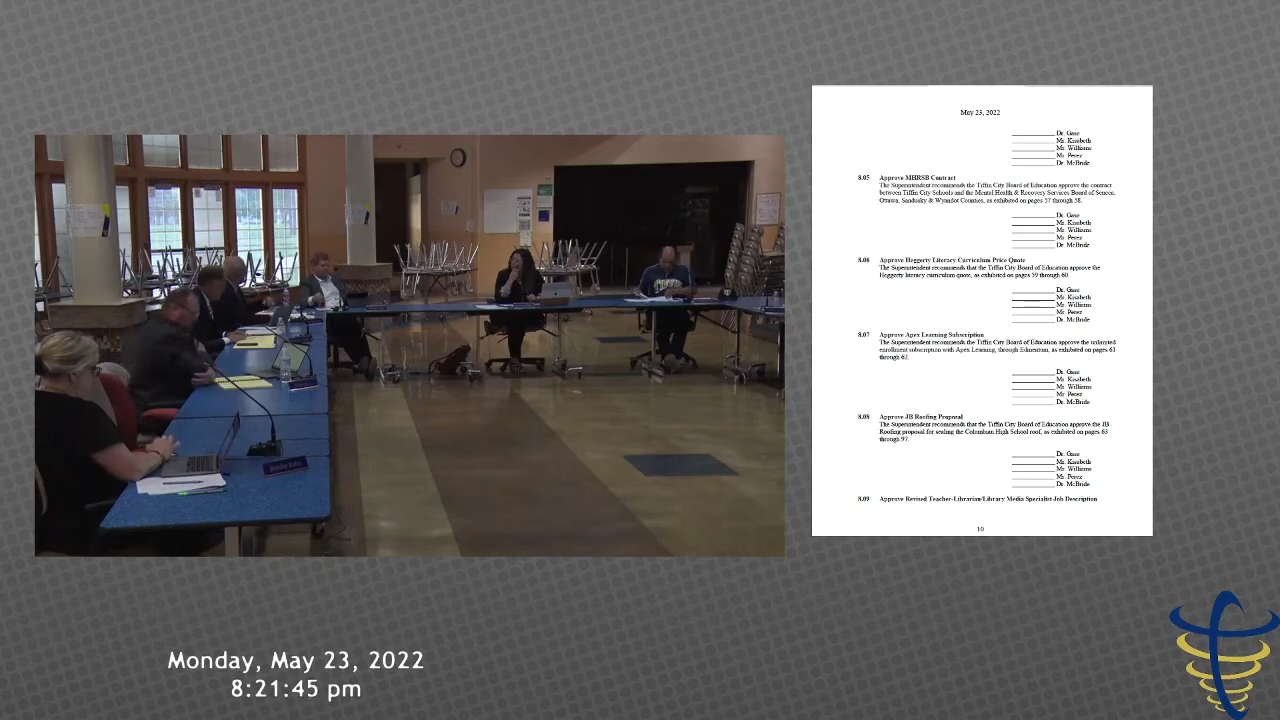 May 23, 2022
Dr. Gase
Mr. Kisabeth
Mr. Williams
Mr. Perez
Dr. McBride
8.05 Approve MHRSB Contract
The Superintendent recommends the Tiffin City Board of Education approve the contract
between Tiffin City Schools and the Mental Health & Recovery Services Board of Seneca,
Ottawa, Sandusky & Wyandot Counties, as exhibited on pages 57 through 58.
Dr. Gase
Mr. Kisabeth
Mr. Williams
Mr. Perez
Dr. McBride
8.06 Approve Heggerty Literacy Curriculum Price Quote
The Superintendent recommends that the Tiffin City Board of Education approve the
Heggerty literacy curriculum quote, as exhibited on pages 59 through 60.
Dr. Gase
Mr. Kisabeth
Mr. Williams
Mr. Perez
Dr. McBride
8.07 Approve Apex Learning Subscription
The Superintendent recommends the Tiffin City Board of Education approve the unlimited
enrollment subscription with Apex Learning, through Edmentum, as exhibited on pages 61
through 62.
Dr. Gase
Mr. Kisabeth
Mr. Williams
Mr. Perez
Dr. McBride
8.08 Approve JB Roofing Proposal
The Superintendent recommends that the Tiffin City Board of Education approve the JB
Roofing proposal for sealing the Columbian High School roof, as exhibited on pages 63
through 97.
Dr. Gase
Mr. Kisabeth
Mr. Williams
Mr. Perez
Dr. McBride
8.09 Approve Revised Teacher-Librarian/Library Media Specialist Job Description
10
Monday, May 23, 2022
8:21:45 pm